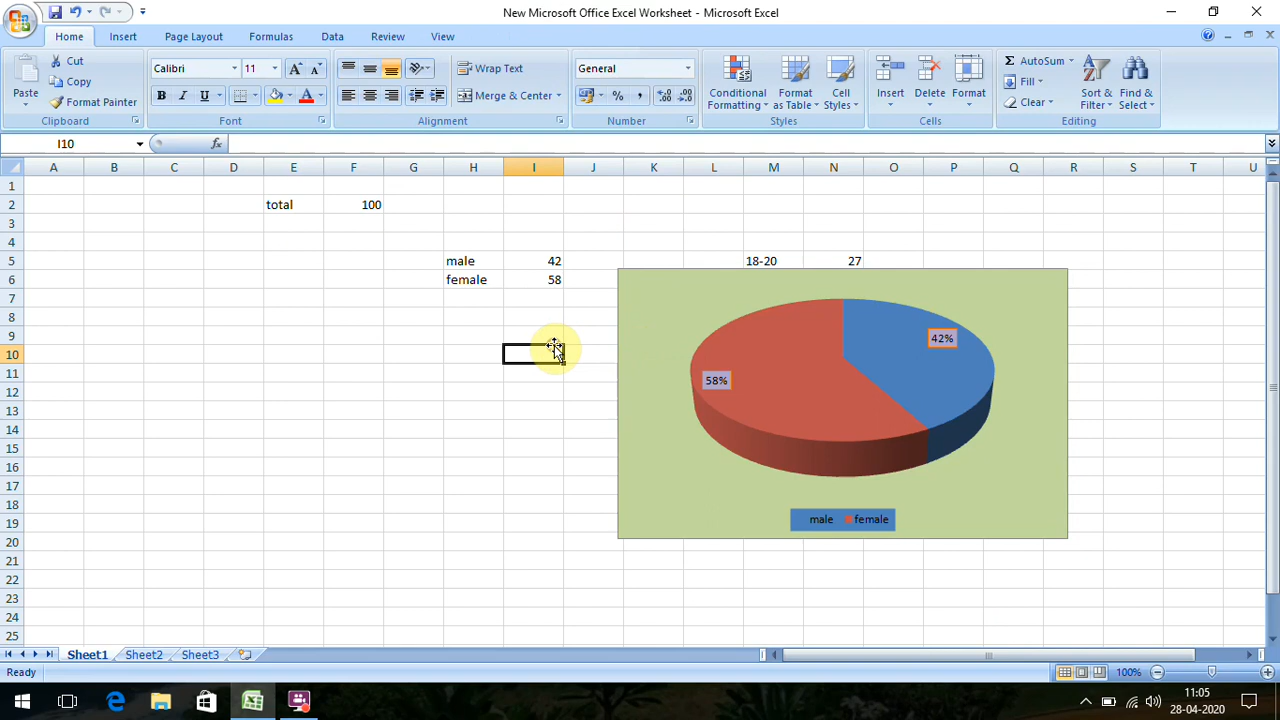 New Microsoft Office Excel Worksheet - Microsoft Excel
Home Insert Page Layout Formulas Data Review View
Cut
Copy
Format Painter
Paste
Clipboard
Calibri 11
B I U A
Font
Wrap Text
Merge & Center
Alignment
General
% ,
Number
Conditional Formatting
Format as Table
Cell Styles
Styles
Insert Delete Format
Cells
AutoSum
Fill
Clear
Sort & Filter
Find & Select
Editing
I10 fx
A B C D E F G H I J K L M N O P Q R S T U
1
2 total 100
3
4
5 male 42 18-20 27
6 female 58
7
8
9
10
11
12
13
14
15
16
17
18
19
20
21
22
23
24
25
42%
58%
male female
Sheet1 Sheet2 Sheet3
Ready 100%
11:05
28-04-2020